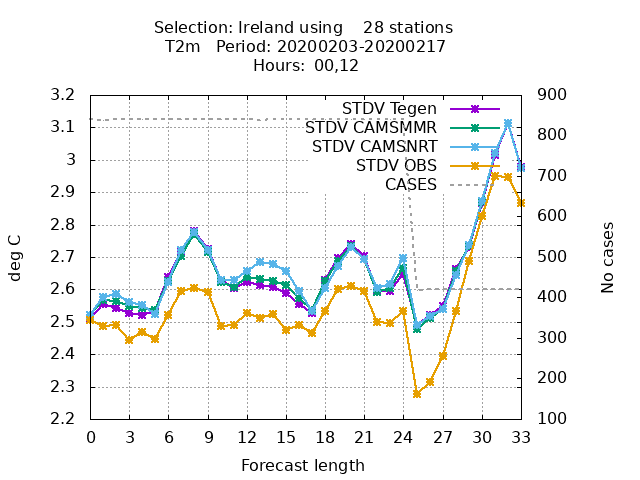 Selection: Ireland using    28 stations
T2m   Period: 20200203-20200217
Hours:  00,12
STDV Tegen
STDV CAMSMMR
STDV CAMSNRT
STDV OBS
CASES
deg C
3.2
3.1
3
2.9
2.8
2.7
2.6
2.5
2.4
2.3
2.2
900
800
700
600
500
400
300
200
100
No cases
0 3 6 9 12 15 18 21 24 27 30 33
Forecast length